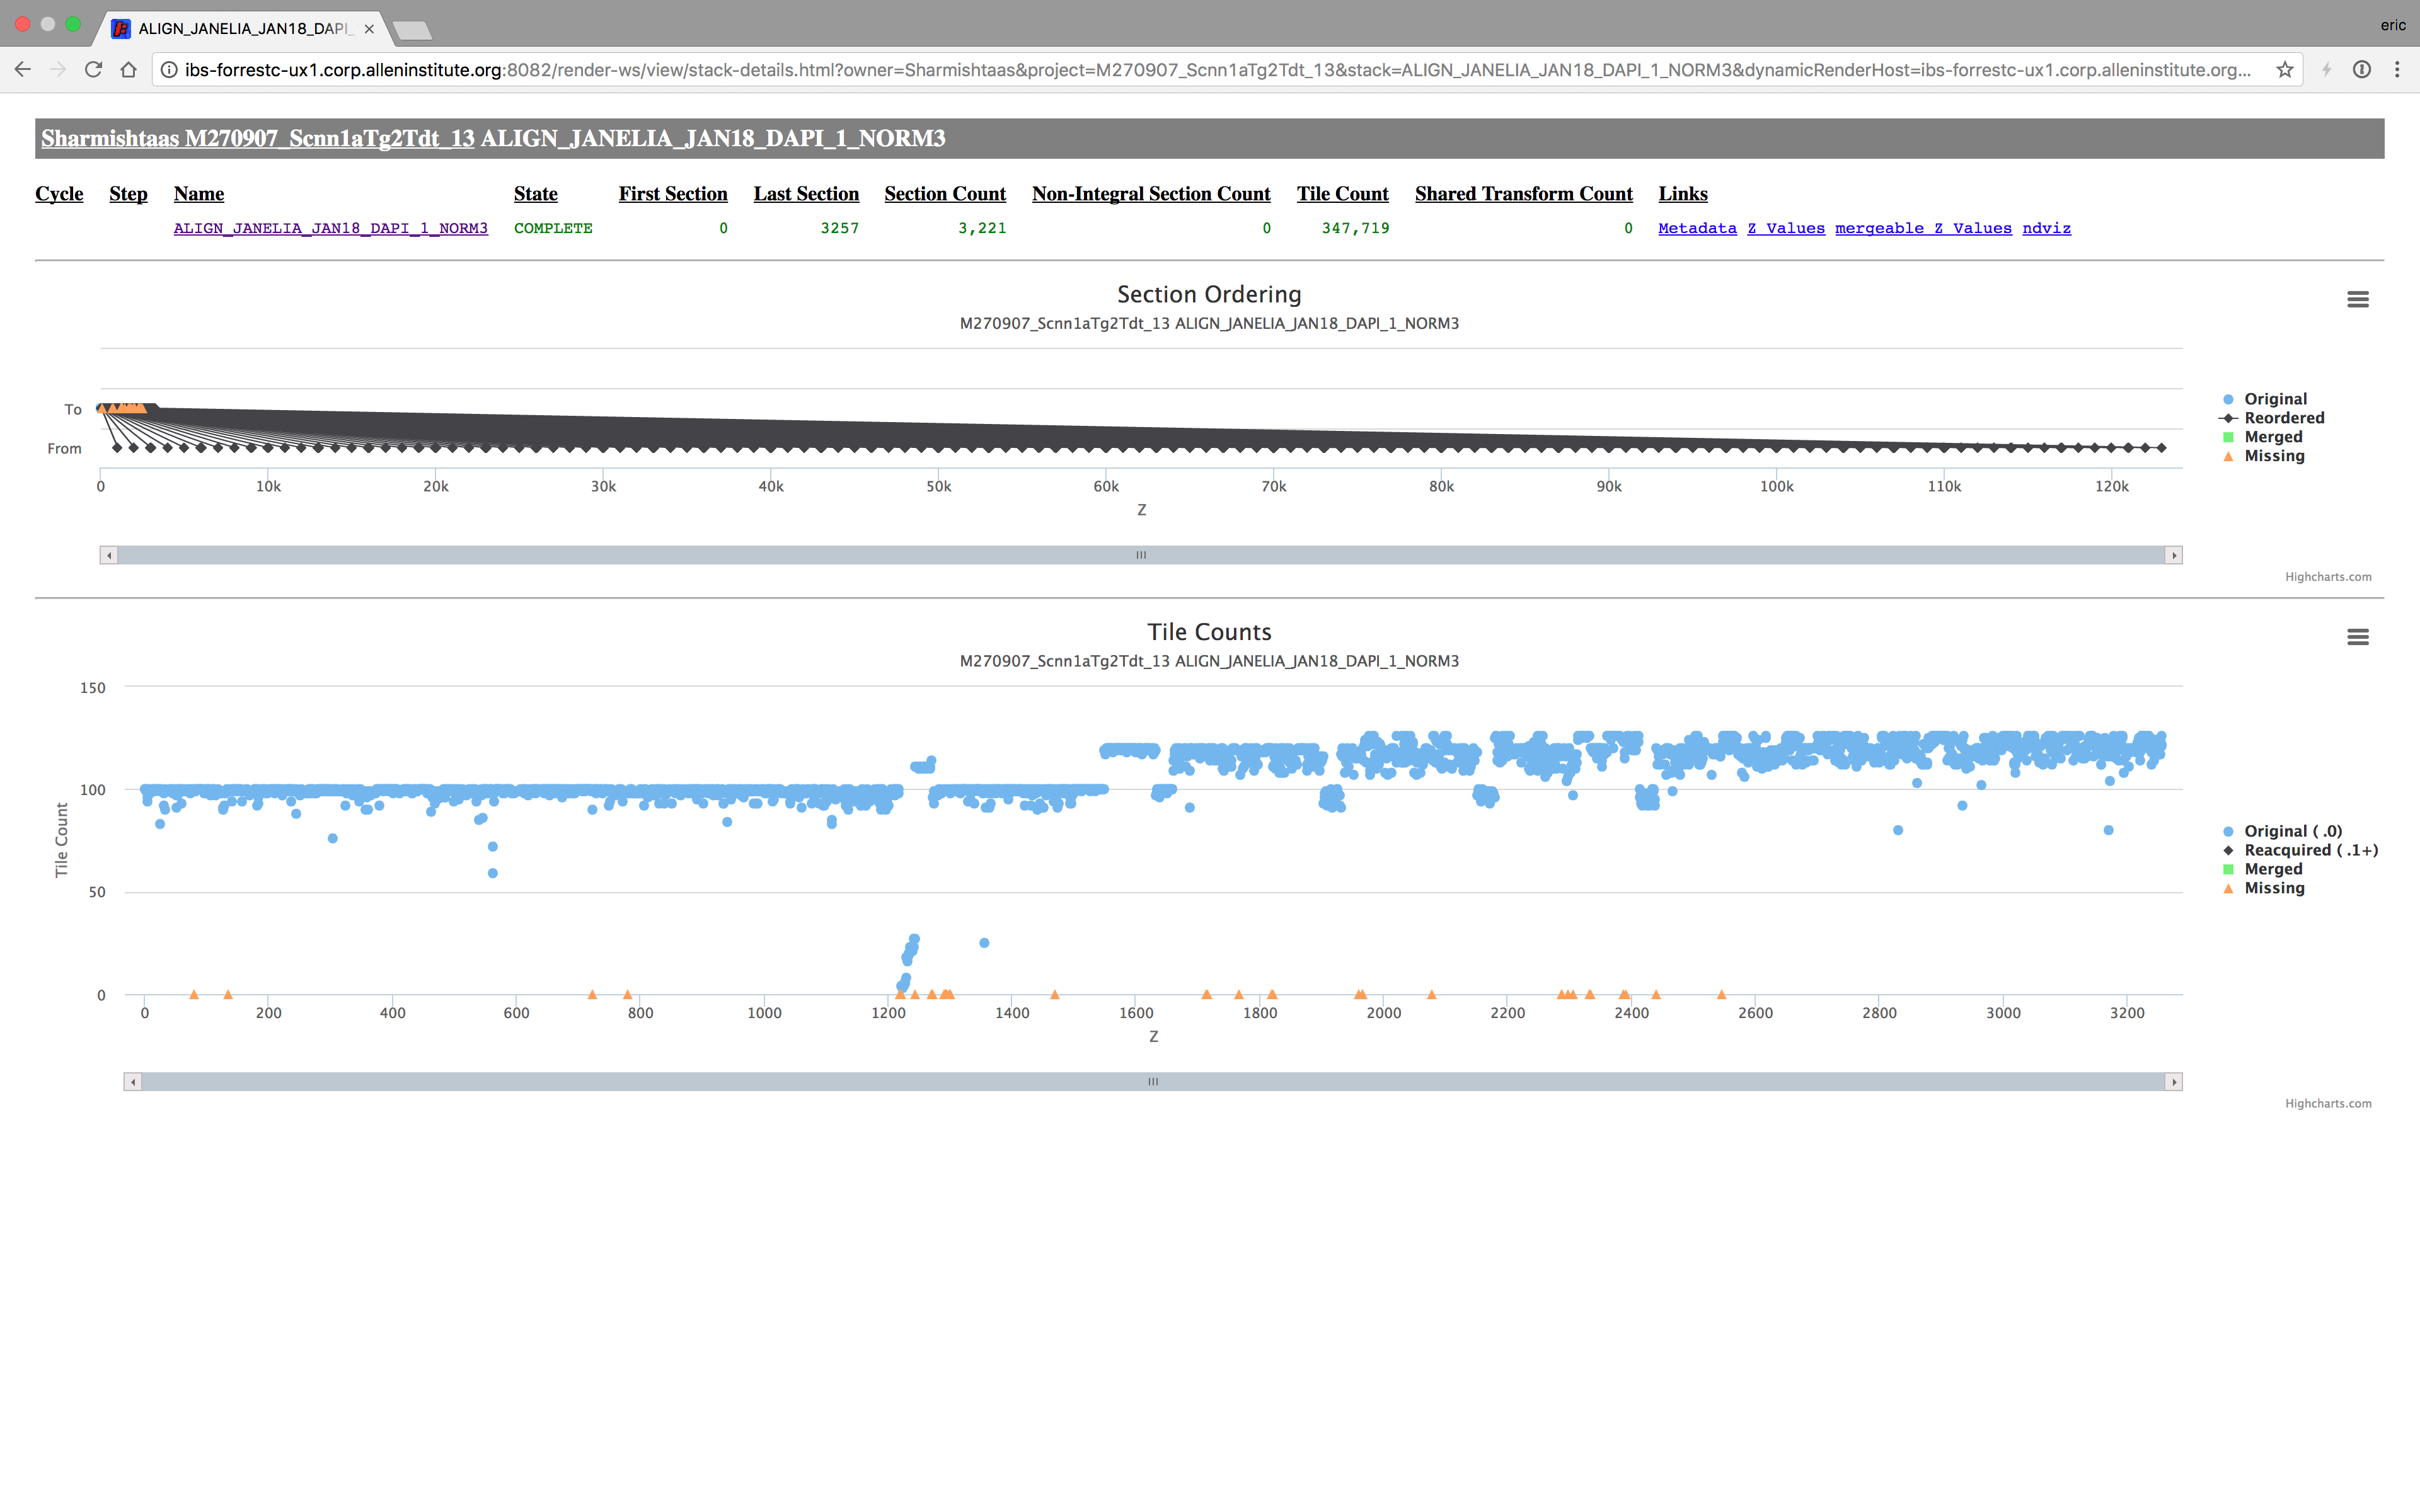 ALIGN_JANELIA_JAN18_DAPI_
eric
ibs-forrestc-ux1.corp.alleninstitute.org:8082/render-ws/view/stack-details.html?owner=Sharmishtaas&project=M270907_Scnn1aTg2Tdt_13&stack=ALIGN_JANELIA_JAN18_DAPI_1_NORM3&dynamicRenderHost=ibs-forrestc-ux1.corp.alleninstitute.org...
Sharmishtaas M270907_Scnn1aTg2Tdt_13 ALIGN_JANELIA_JAN18_DAPI_1_NORM3
Cycle Step Name State First Section Last Section Section Count Non-Integral Section Count Tile Count Shared Transform Count Links
ALIGN_JANELIA_JAN18_DAPI_1_NORM3 COMPLETE 0 3257 3,221 0 347,719 0 Metadata Z Values mergeable Z Values ndviz
Section Ordering
M270907_Scnn1aTg2Tdt_13 ALIGN_JANELIA_JAN18_DAPI_1_NORM3
To
From
0 10k 20k 30k 40k 50k 60k 70k 80k 90k 100k 110k 120k
Z
Original
Reordered
Merged
Missing
Highcharts.com
Tile Counts
M270907_Scnn1aTg2Tdt_13 ALIGN_JANELIA_JAN18_DAPI_1_NORM3
Tile Count
150
100
50
0
0 200 400 600 800 1000 1200 1400 1600 1800 2000 2200 2400 2600 2800 3000 3200
Z
Original ( .0)
Reacquired ( .1+)
Merged
Missing
Highcharts.com